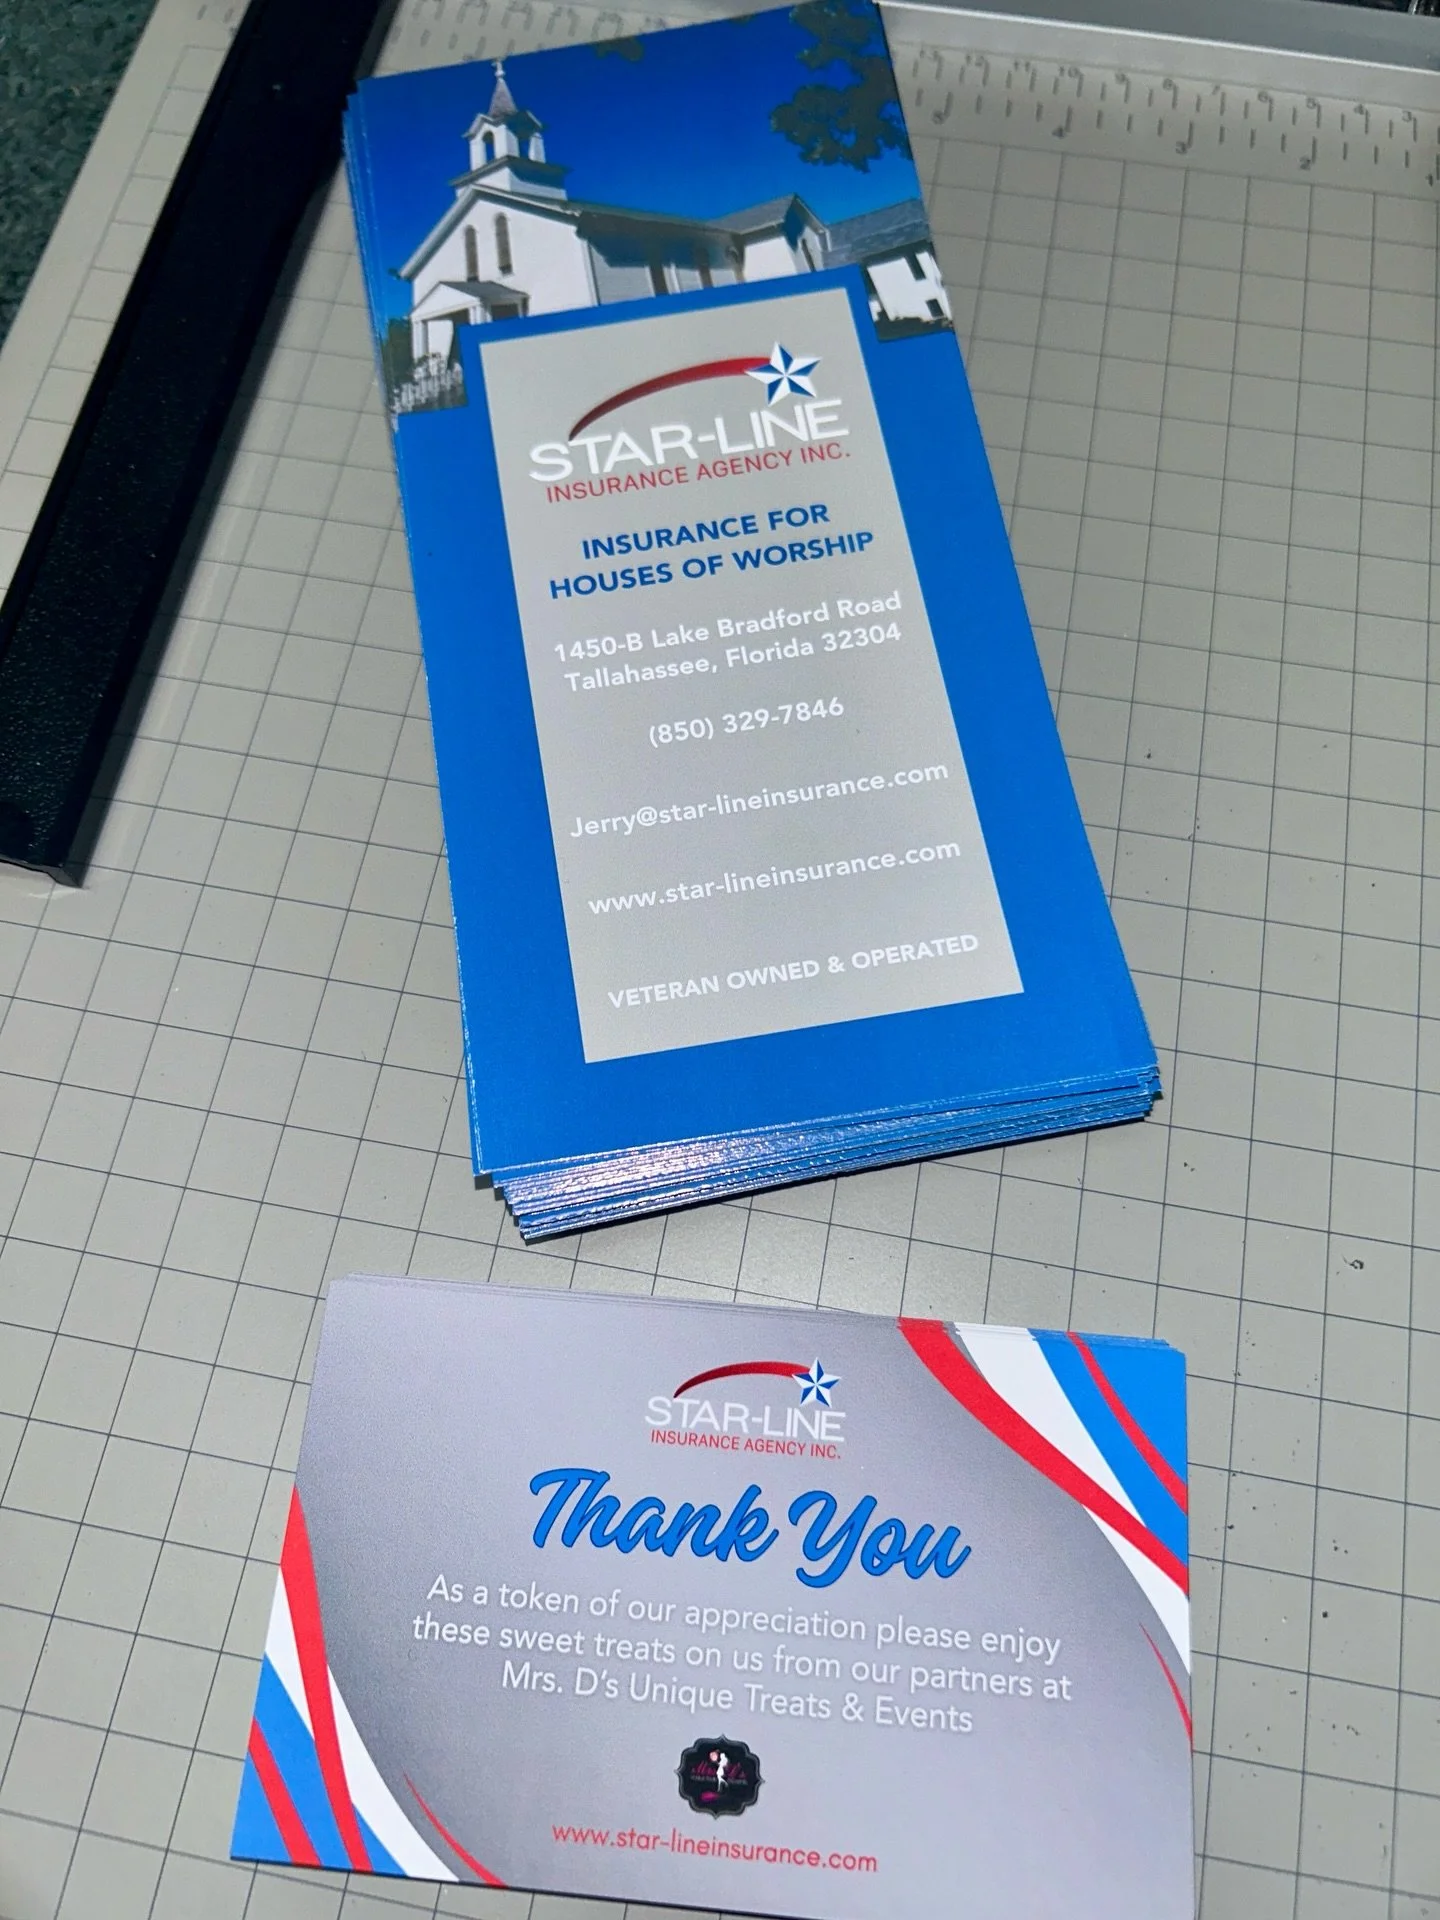 STAR-LINE
INSURANCE AGENCY INC.
INSURANCE FOR
HOUSES OF WORSHIP
1450-B Lake Bradford Road
Tallahassee, Florida 32304
(850) 329-7846
Jerry@star-lineinsurance.com
www.star-lineinsurance.com
VETERAN OWNED & OPERATED
STAR-LINE
INSURANCE AGENCY INC.
Thank You
As a token of our appreciation please enjoy
these sweet treats on us from our partners at
Mrs. D's Unique Treats & Events
Mrs. D's
www.star-lineinsurance.com